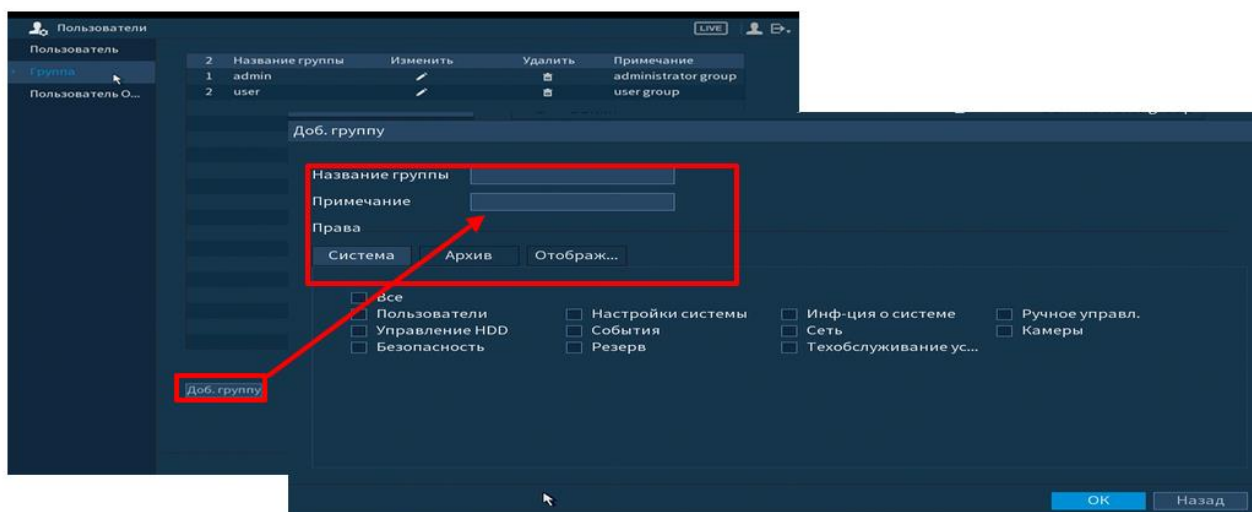 Пользователи LIVE
Пользователь
Группа
Пользователь О...
2 Название группы Изменить Удалить Примечание
1 admin administrator group
2 user user group
Доб. группу
Доб. группу
Название группы
Примечание
Права
Система Архив Отображ...
Все
Пользователи Настройки системы Инф-ция о системе Ручное управл.
Управление HDD События Сеть Камеры
Безопасность Резерв Техобслуживание ус...
OK Назад